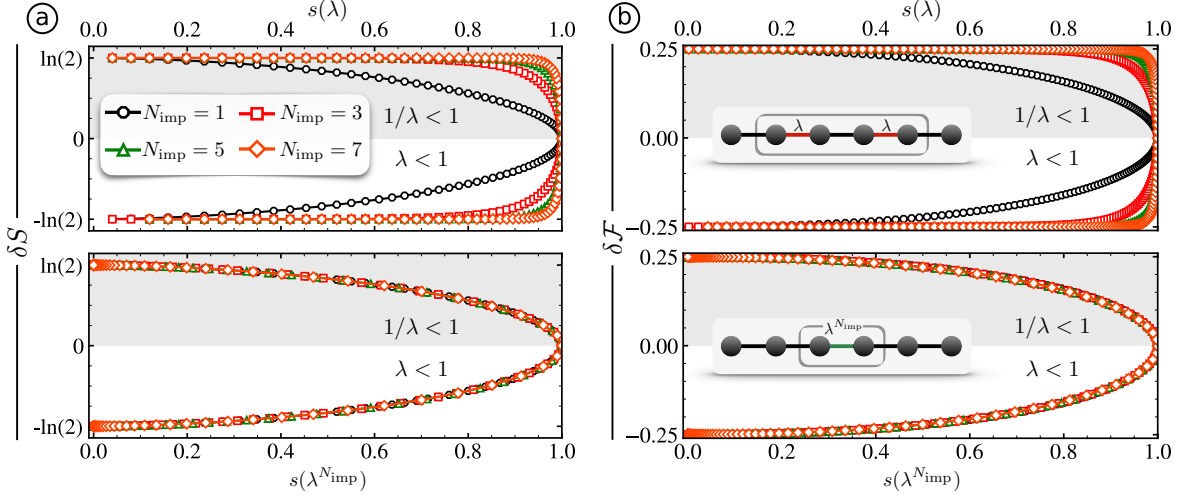 a
s(λ)
0.0 0.2 0.4 0.6 0.8 1.0
δS
ln(2)
0
-ln(2)
N_imp = 1
N_imp = 3
N_imp = 5
N_imp = 7
1/λ < 1
λ < 1
ln(2)
0
-ln(2)
1/λ < 1
λ < 1
0.0 0.2 0.4 0.6 0.8 1.0
s(λ^{N_imp})
b
s(λ)
0.0 0.2 0.4 0.6 0.8 1.0
δF
0.25
0.00
−0.25
1/λ < 1
λ λ
λ < 1
0.25
0.00
−0.25
1/λ < 1
λ^{N_imp}
λ < 1
0.0 0.2 0.4 0.6 0.8 1.0
s(λ^{N_imp})